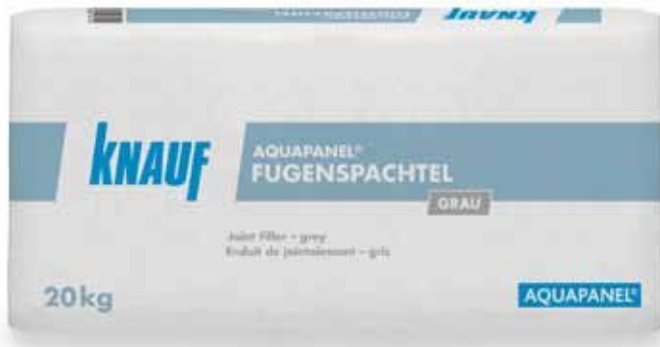 KNAUF
KNAUF
AQUAPANEL®
FUGENSPACHTEL
GRAU
Joint Filler – grey
Enduit de jointoiement – gris
20kg
AQUAPANEL®